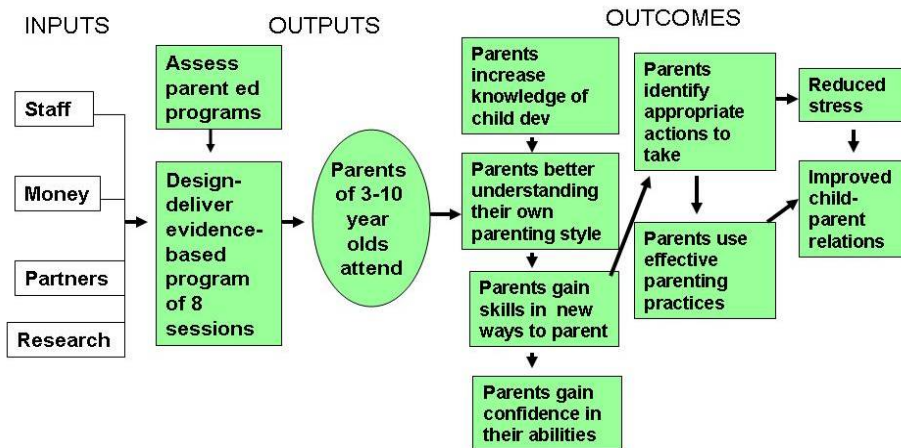 INPUTS
OUTPUTS
OUTCOMES
Staff
Money
Partners
Research
Assess
parent ed
programs
Design-
deliver
evidence-
based
program
of 8
sessions
Parents
of 3-10
year
olds
attend
Parents
increase
knowledge of
child dev
Parents better
understanding
their own
parenting style
Parents gain
skills in new
ways to parent
Parents gain
confidence in
their abilities
Parents
identify
appropriate
actions to
take
Parents use
effective
parenting
practices
Reduced
stress
Improved
child-
parent
relations